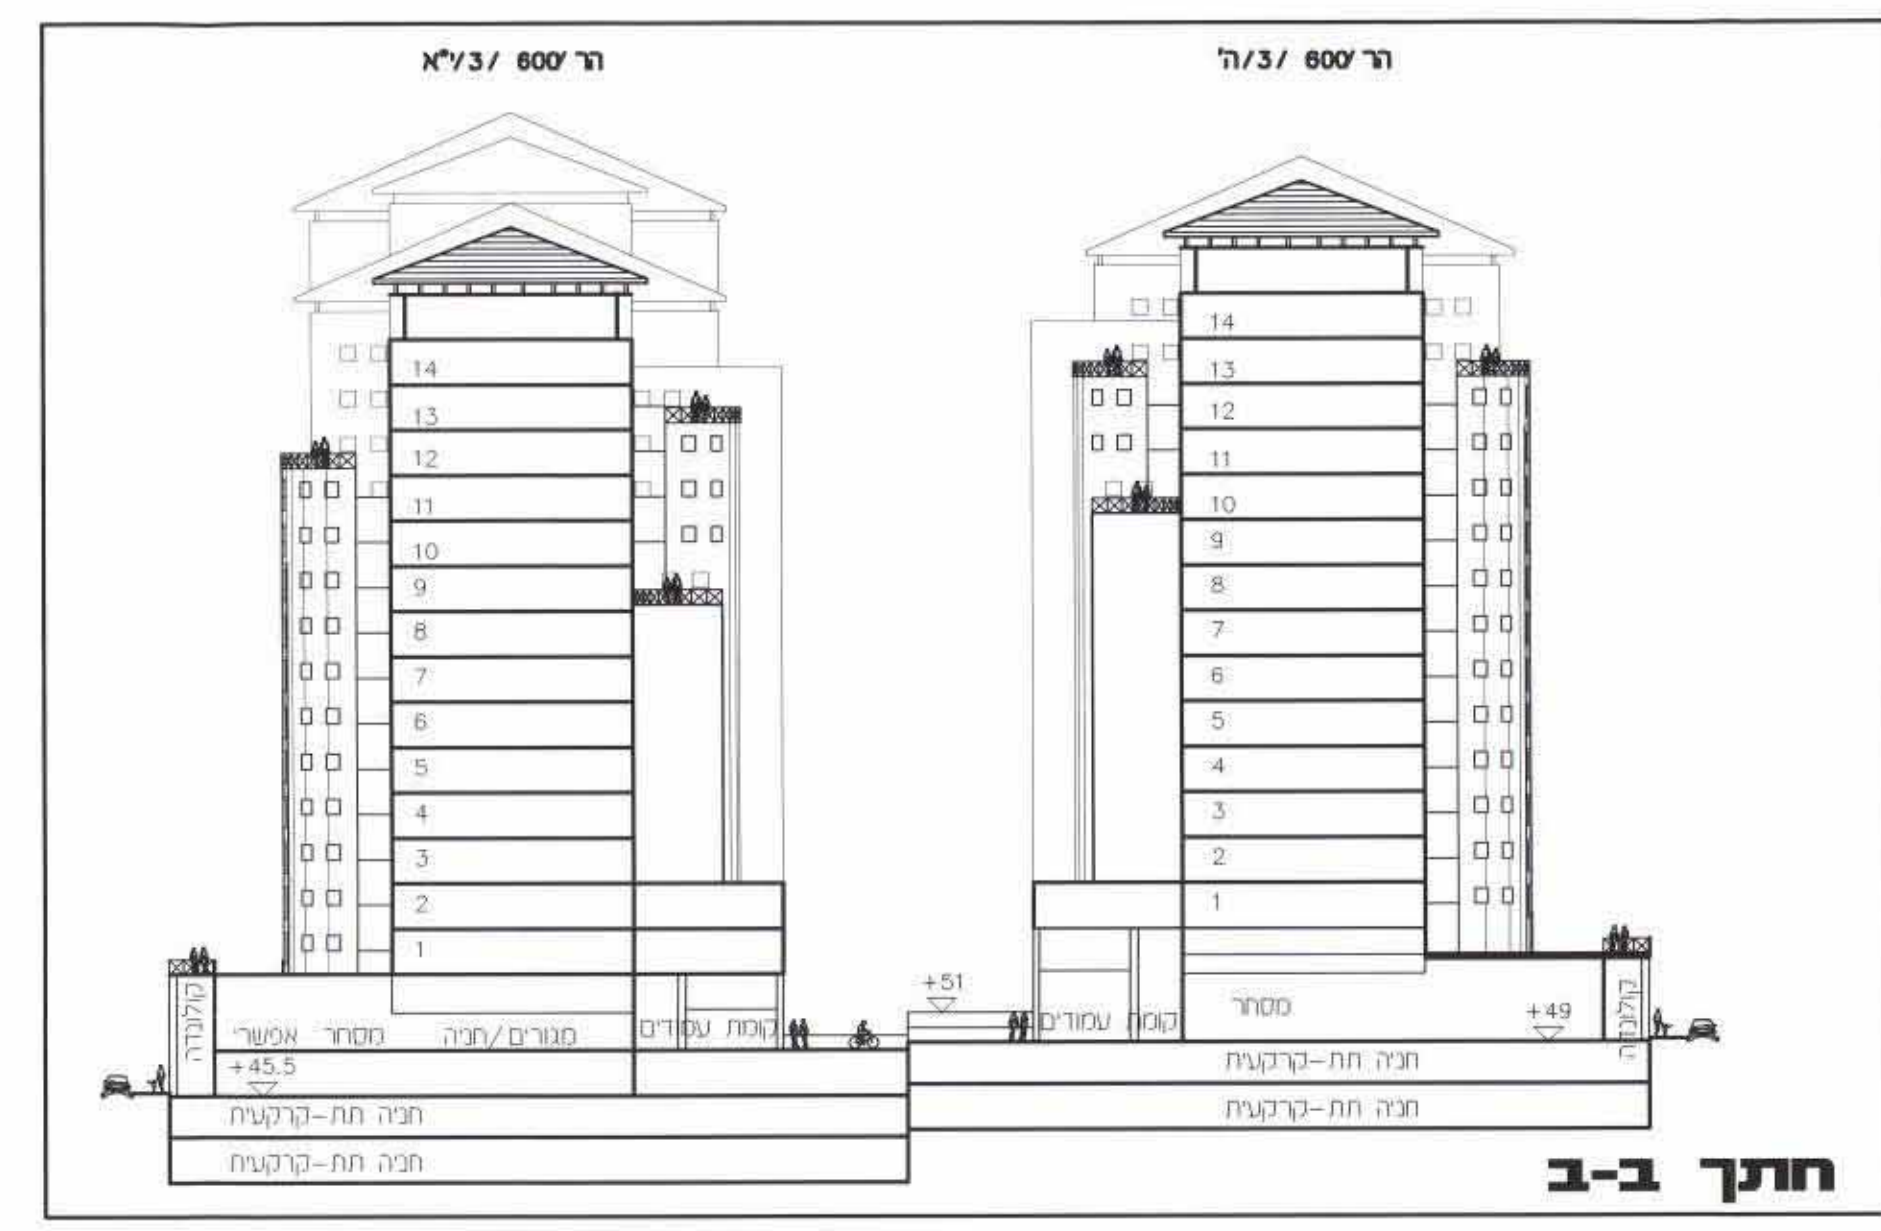 הר /600 /3/ה'
הר /600 /3/י"א
14
13
12
11
10
9
8
7
6
5
4
3
2
1
14
13
12
11
10
9
8
7
6
5
4
3
2
1
קולונדה
+49
מסחר
קומת עמודים
+51
קומת עמודים
מגורים/חניה
מסחר אפשרי
קולונדה
+45.5
חניה תת-קרקעית
חניה תת-קרקעית
חניה תת-קרקעית
חניה תת-קרקעית
חתך ב-ב